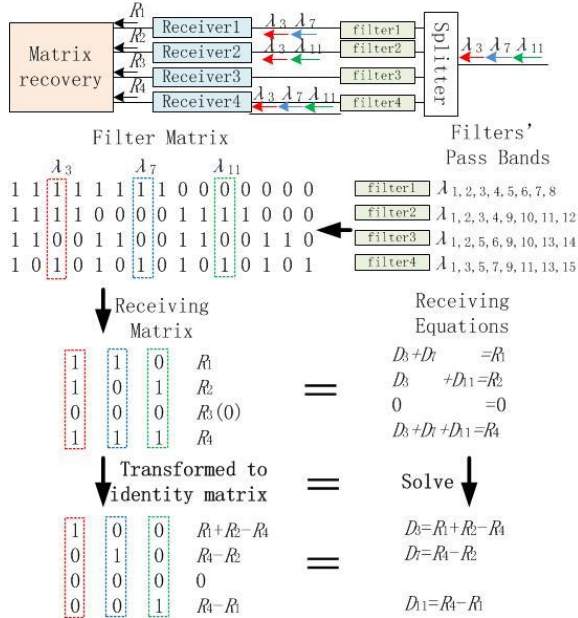 Matrix recovery
R1 Receiver1 λ3 λ7 filter1
R2 Receiver2 λ3 λ11 filter2
R3 Receiver3 filter3
R4 Receiver4 λ3 λ7 λ11 filter4
Splitter
λ3 λ7 λ11
Filter Matrix
Filters'
Pass Bands
λ3 λ7 λ11
1 1 1 1 1 1 1 1 0 0 0 0 0 0 0
1 1 1 1 0 0 0 0 1 1 1 1 0 0 0
1 1 0 0 1 1 0 0 1 1 0 0 1 1 0
1 0 1 0 1 0 1 0 1 0 1 0 1 0 1
filter1 λ1, 2, 3, 4, 5, 6, 7, 8
filter2 λ1, 2, 3, 4, 9, 10, 11, 12
filter3 λ1, 2, 5, 6, 9, 10, 13, 14
filter4 λ1, 3, 5, 7, 9, 11, 13, 15
Receiving
Matrix
Receiving
Equations
1 1 0 R1
1 0 1 R2
0 0 0 R3(0)
1 1 1 R4
=
D3+D7 =R1
D3 +D11=R2
0 =0
D3+D7+D11=R4
Transformed to
identity matrix
=
Solve
1 0 0 R1+R2−R4
0 1 0 R4−R2
0 0 0 0
0 0 1 R4−R1
=
D3=R1+R2−R4
D7=R4−R2
D11=R4−R1